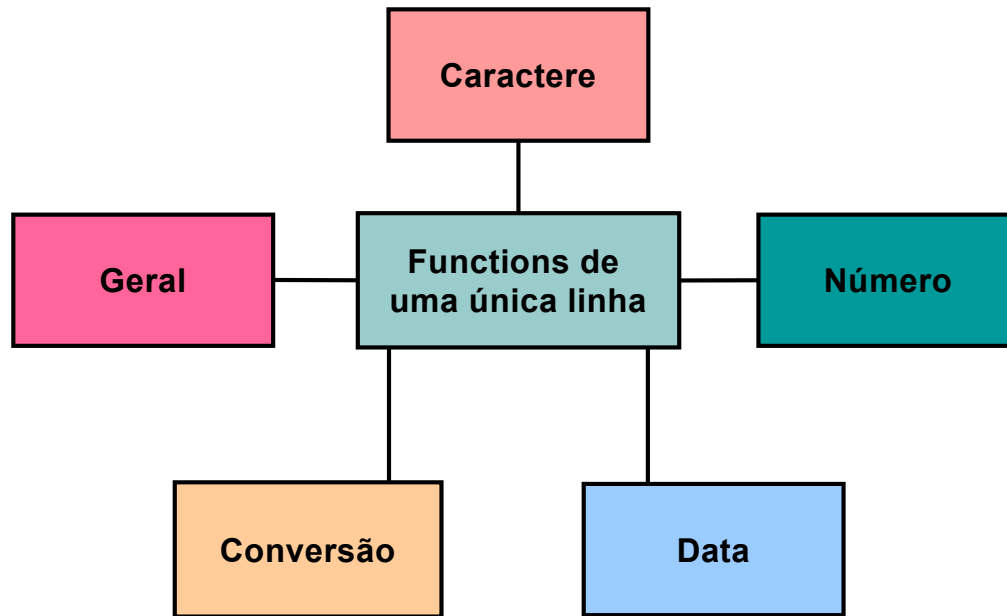 Caractere
Geral
Functions de
uma única linha
Número
Conversão
Data